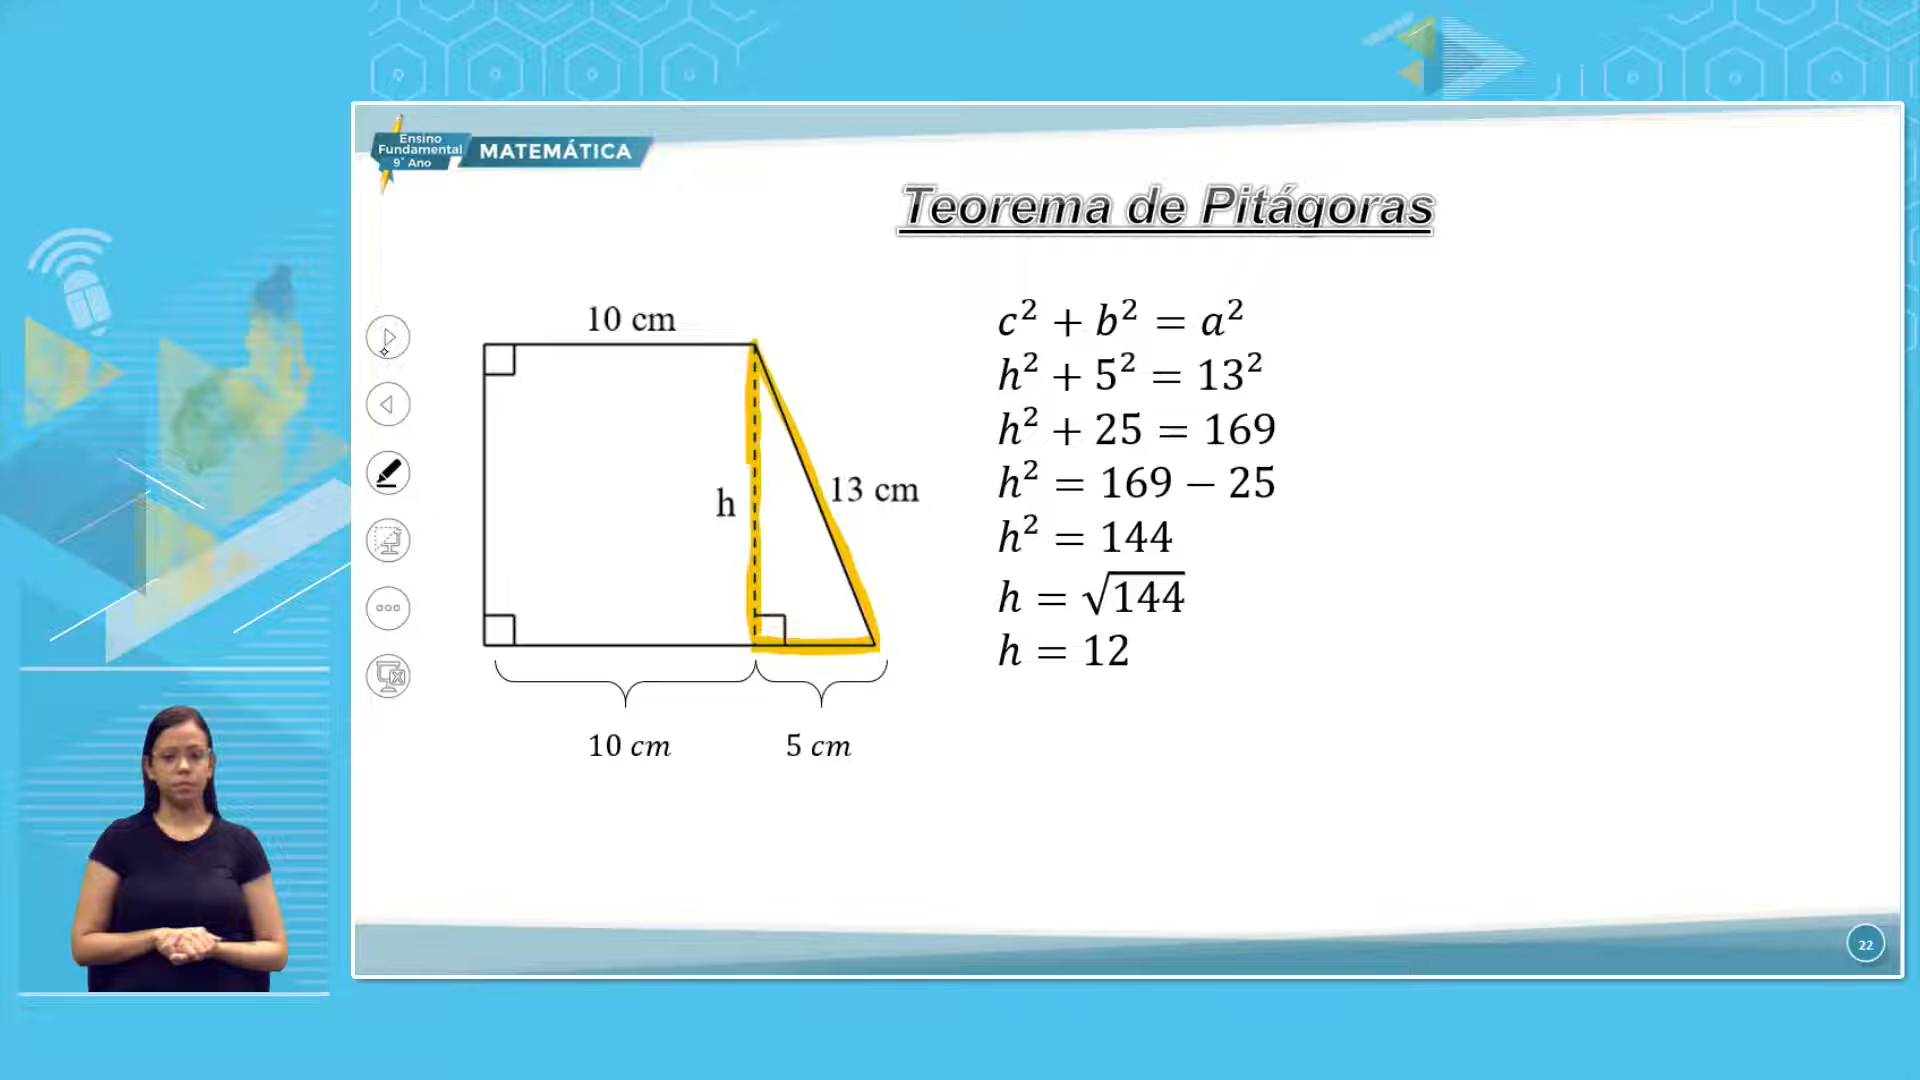 Ensino
Fundamental
9° Ano
MATEMÁTICA
Teorema de Pitágoras
10 cm
h
13 cm
10 cm
5 cm
c² + b² = a²
h² + 5² = 13²
h² + 25 = 169
h² = 169 − 25
h² = 144
h = √144
h = 12
22